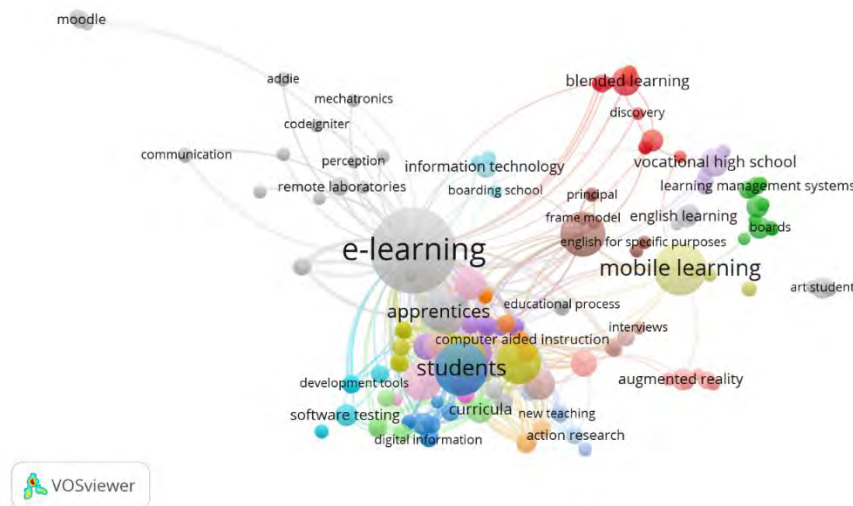 moodle
addie
mechatronics
codeigniter
communication
perception
remote laboratories
information technology
boarding school
blended learning
discovery
vocational high school
learning management systems
principal
frame model
english learning
boards
english for specific purposes
e-learning
mobile learning
art student
apprentices
educational process
interviews
computer aided instruction
students
augmented reality
development tools
software testing
curricula
new teaching
digital information
action research
VOSviewer